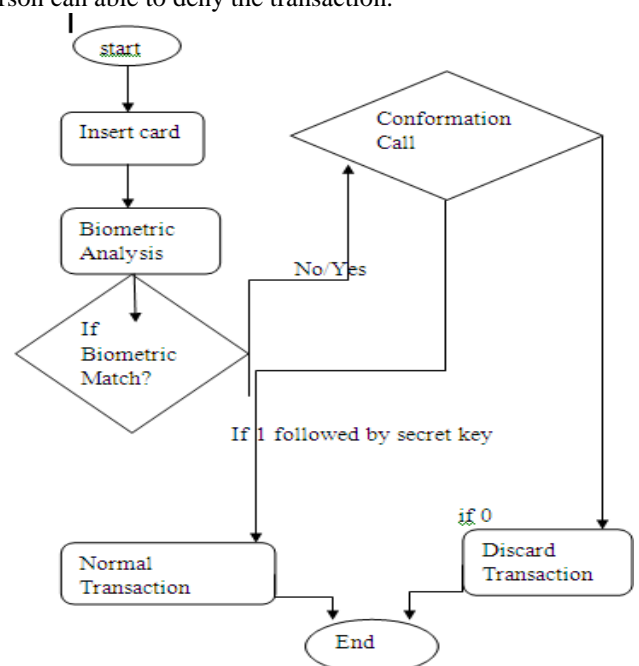 erson can able to deny the transaction.
start
Insert card
Biometric
Analysis
If
Biometric
Match?
Conformation
Call
No/Yes
If 1 followed by secret key
if 0
Normal
Transaction
Discard
Transaction
End